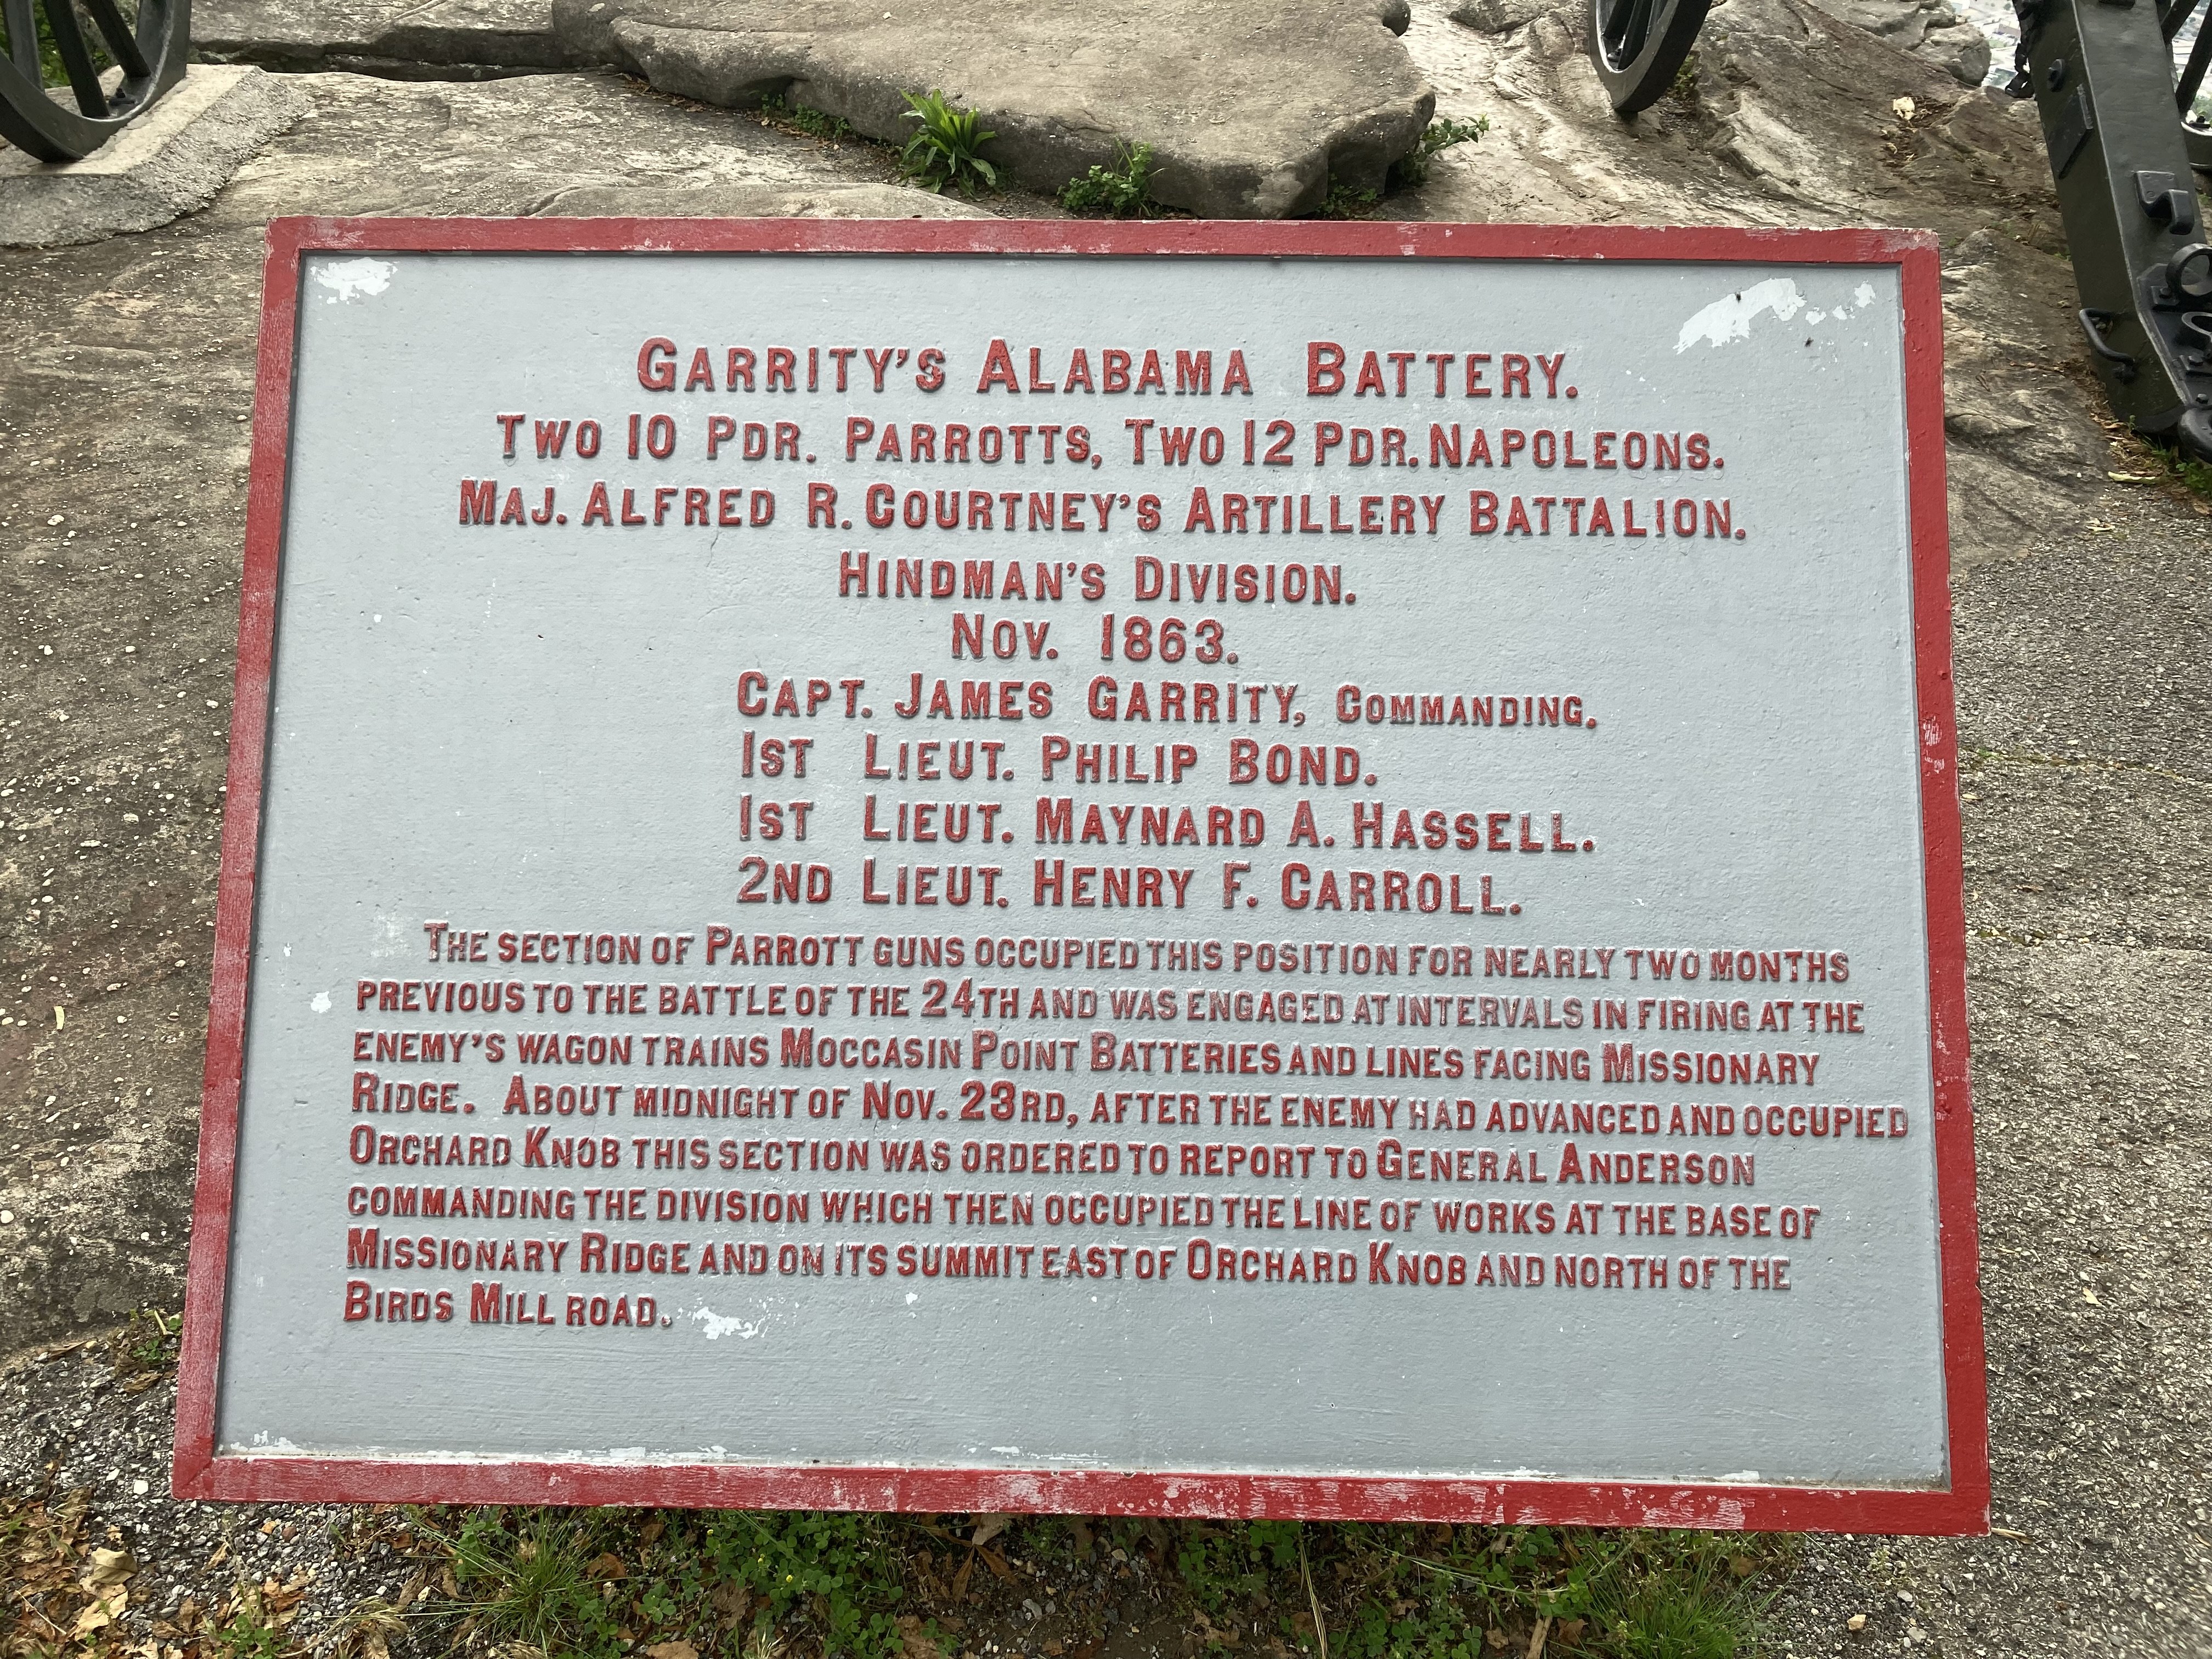 GARRITY'S ALABAMA BATTERY.
TWO 10 PDR. PARROTTS, TWO 12 PDR. NAPOLEONS.
MAJ. ALFRED R. COURTNEY'S ARTILLERY BATTALION.
HINDMAN'S DIVISION.
NOV. 1863.
CAPT. JAMES GARRITY, COMMANDING.
1ST LIEUT. PHILIP BOND.
1ST LIEUT. MAYNARD A. HASSELL.
2ND LIEUT. HENRY F. CARROLL.
THE SECTION OF PARROTT GUNS OCCUPIED THIS POSITION FOR NEARLY TWO MONTHS
PREVIOUS TO THE BATTLE OF THE 24TH AND WAS ENGAGED AT INTERVALS IN FIRING AT THE
ENEMY'S WAGON TRAINS MOCCASIN POINT BATTERIES AND LINES FACING MISSIONARY
RIDGE. ABOUT MIDNIGHT OF NOV. 23RD, AFTER THE ENEMY HAD ADVANCED AND OCCUPIED
ORCHARD KNOB THIS SECTION WAS ORDERED TO REPORT TO GENERAL ANDERSON
COMMANDING THE DIVISION WHICH THEN OCCUPIED THE LINE OF WORKS AT THE BASE OF
MISSIONARY RIDGE AND ON ITS SUMMIT EAST OF ORCHARD KNOB AND NORTH OF THE
BIRDS MILL ROAD.